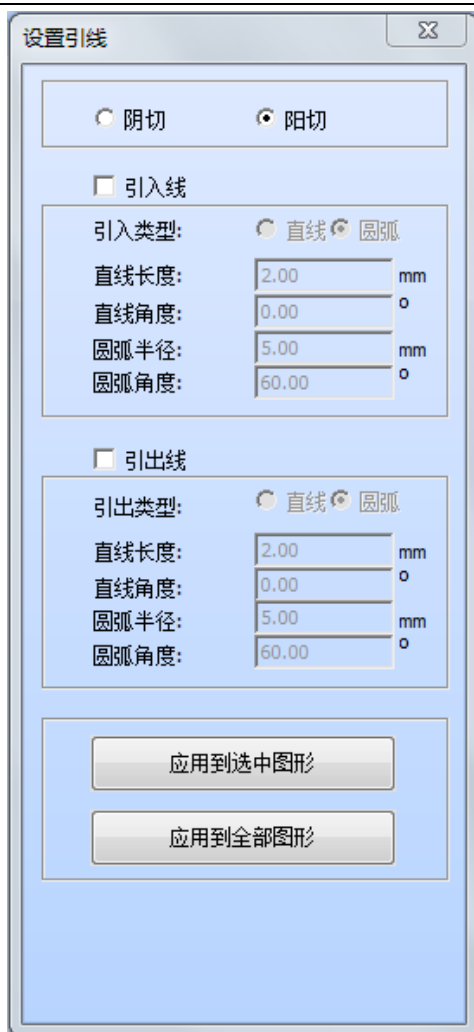 设置引线
阴切 阳切
引入线
引入类型: 直线 圆弧
直线长度: 2.00 mm
直线角度: 0.00 o
圆弧半径: 5.00 mm
圆弧角度: 60.00 o
引出线
引出类型: 直线 圆弧
直线长度: 2.00 mm
直线角度: 0.00 o
圆弧半径: 5.00 mm
圆弧角度: 60.00 o
应用到选中图形
应用到全部图形